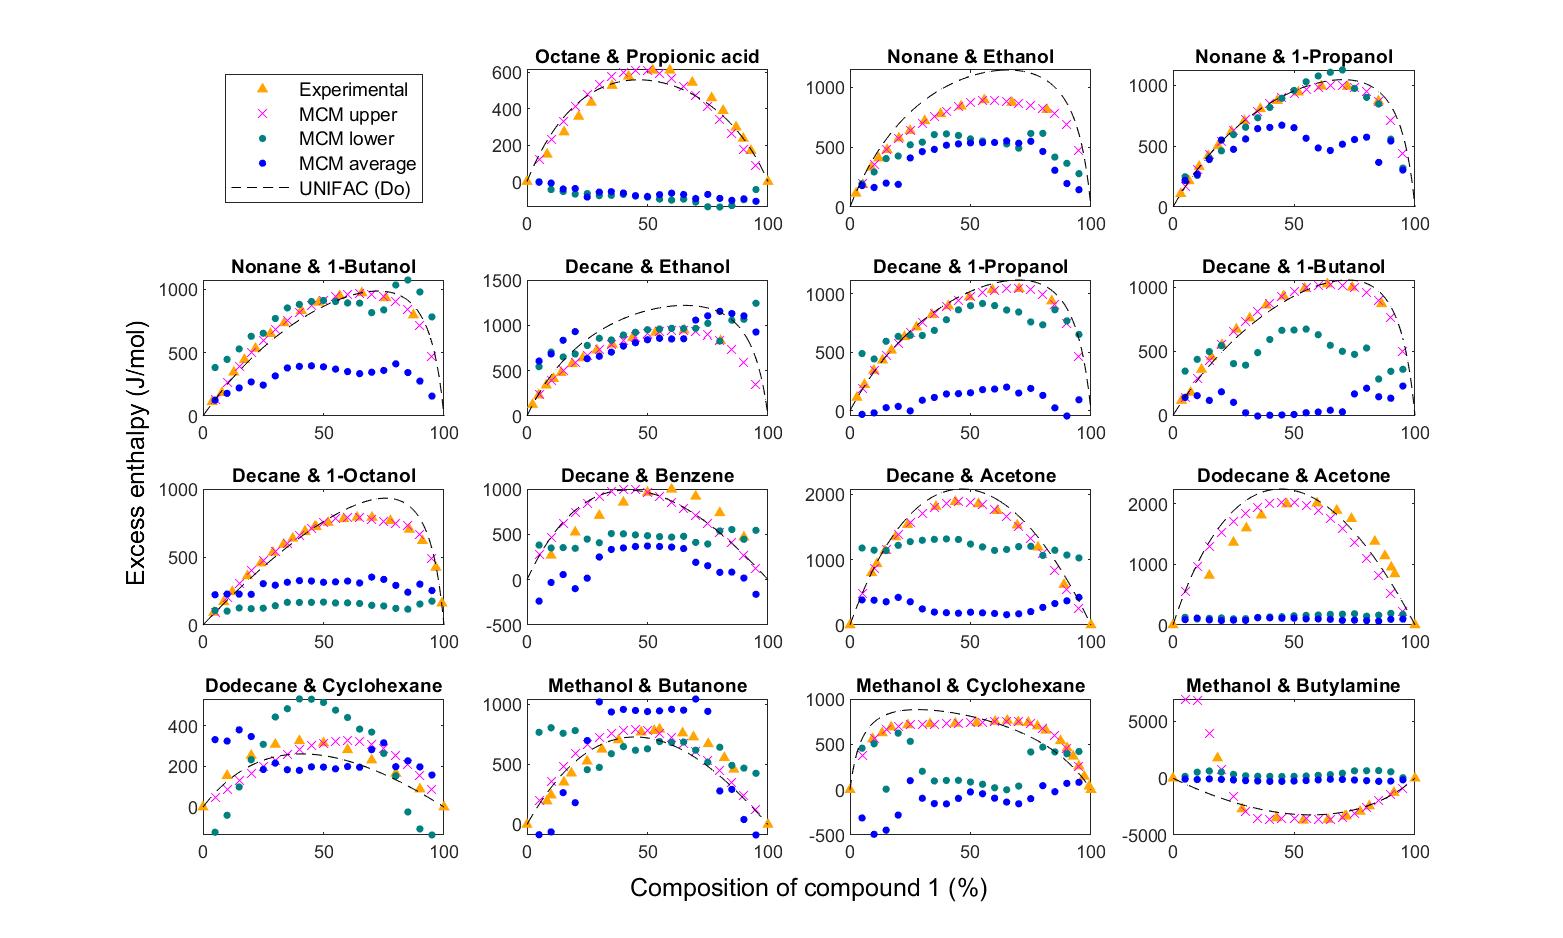 Experimental
MCM upper
MCM lower
MCM average
UNIFAC (Do)
Octane & Propionic acid
600
400
200
0
0 50 100
Nonane & Ethanol
1000
500
0
0 50 100
Nonane & 1-Propanol
1000
500
0
0 50 100
Nonane & 1-Butanol
1000
500
0
0 50 100
Decane & Ethanol
1500
1000
500
0
0 50 100
Decane & 1-Propanol
1000
500
0
0 50 100
Decane & 1-Butanol
1000
500
0
0 50 100
Decane & 1-Octanol
1000
500
0
0 50 100
Decane & Benzene
1000
500
0
-500
0 50 100
Decane & Acetone
2000
1000
0
0 50 100
Dodecane & Acetone
2000
1000
0
0 50 100
Dodecane & Cyclohexane
400
200
0
0 50 100
Methanol & Butanone
1000
500
0
0 50 100
Methanol & Cyclohexane
1000
500
0
-500
0 50 100
Methanol & Butylamine
5000
0
-5000
0 50 100
Excess enthalpy (J/mol)
Composition of compound 1 (%)